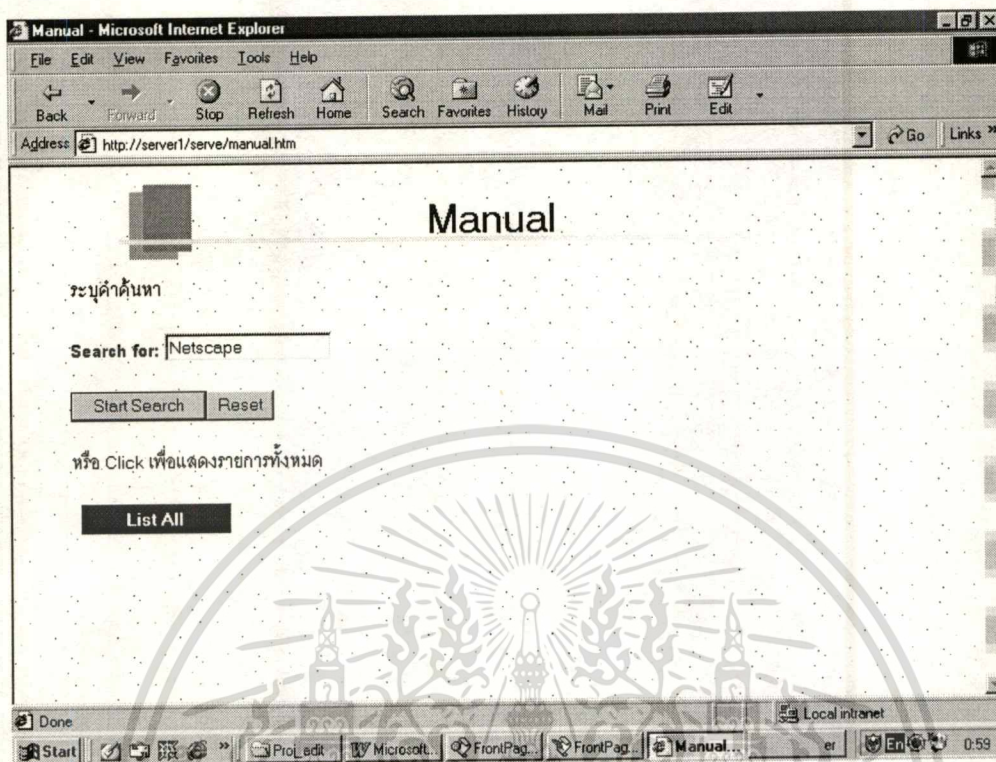 Manual - Microsoft Internet Explorer
File Edit View Favorites Tools Help
Back Forward Stop Refresh Home Search Favorites History Mail Print Edit
Address http://server1/serve/manual.htm Go Links »
Manual
ระบุคำค้นหา
Search for: Netscape
Start Search Reset
หรือ Click เพื่อแสดงรายการทั้งหมด
List All
Done Local intranet
Start » Proj_edit Microsoft... FrontPag... FrontPag... Manual... er En 0:59